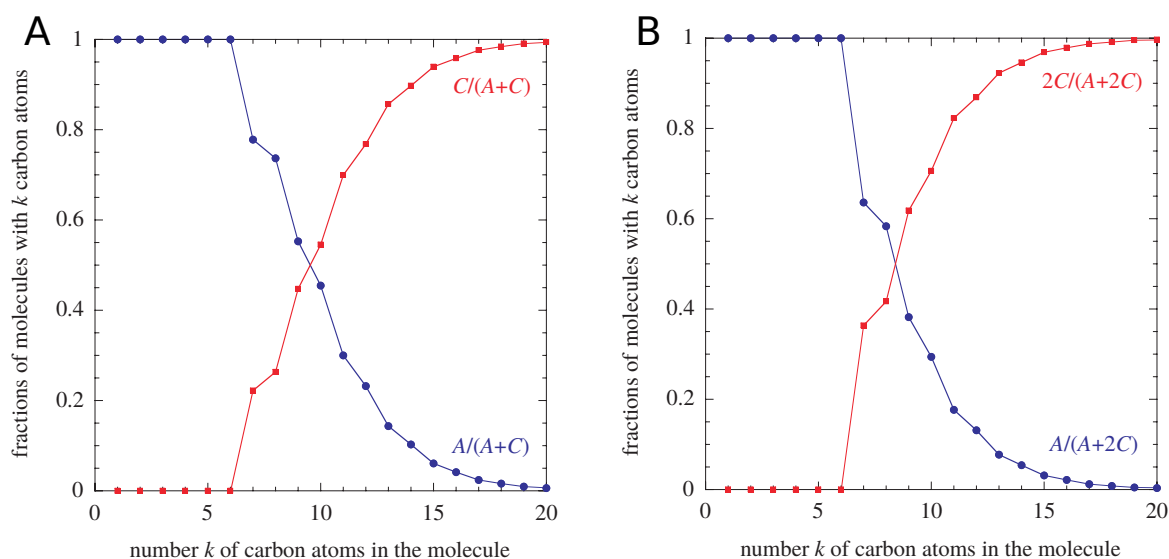 A
fractions of molecules with k carbon atoms
1
0.8
0.6
0.4
0.2
0
C/(A+C)
A/(A+C)
0 5 10 15 20
number k of carbon atoms in the molecule
B
fractions of molecules with k carbon atoms
1
0.8
0.6
0.4
0.2
0
2C/(A+2C)
A/(A+2C)
0 5 10 15 20
number k of carbon atoms in the molecule